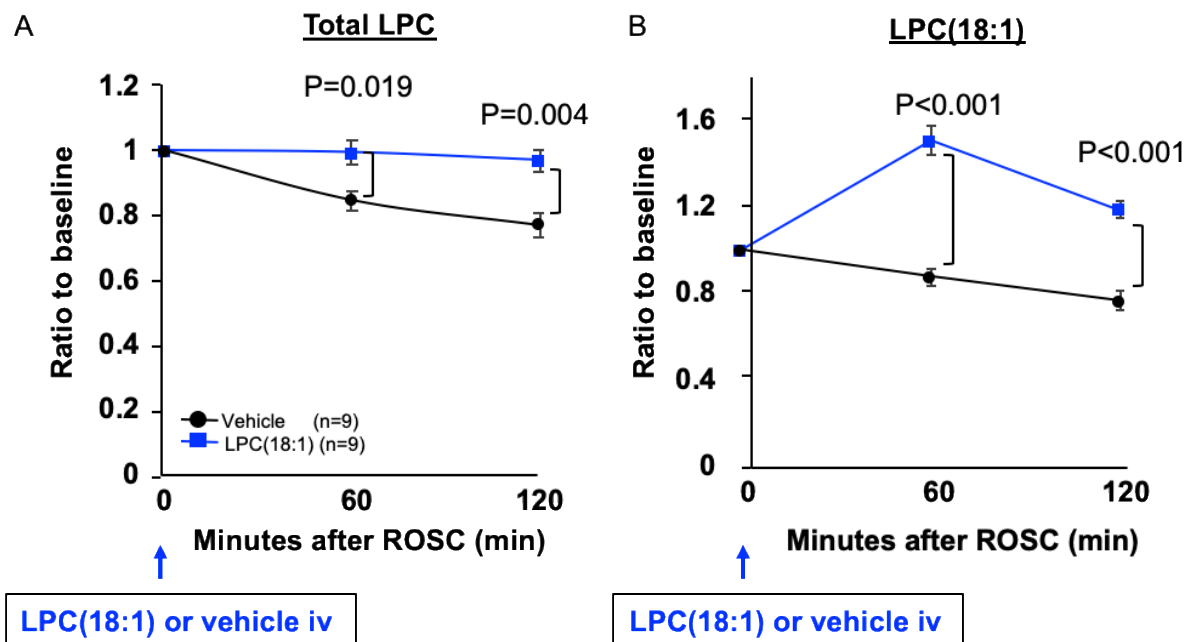 A
Total LPC
1.2
1
0.8
0.6
0.4
0.2
0
Ratio to baseline
P=0.019
P=0.004
Vehicle (n=9)
LPC(18:1) (n=9)
0 60 120
Minutes after ROSC (min)
LPC(18:1) or vehicle iv
B
LPC(18:1)
1.6
1.2
0.8
0.4
0
Ratio to baseline
P<0.001
P<0.001
0 60 120
Minutes after ROSC (min)
LPC(18:1) or vehicle iv